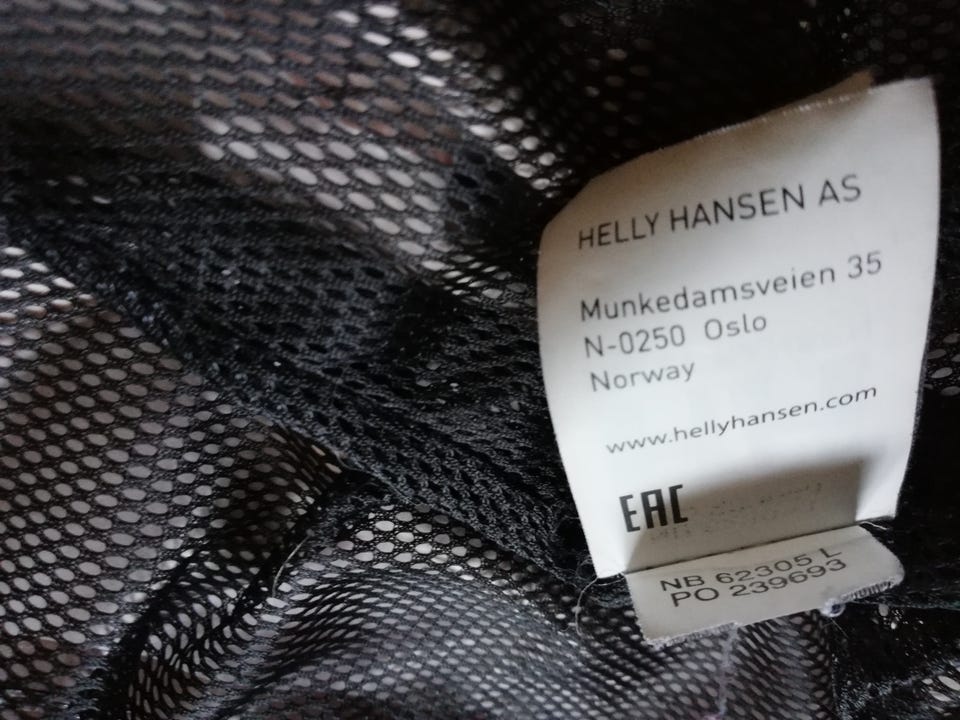 HELLY HANSEN AS
Munkedamsveien 35
N-0250 Oslo
Norway
www.hellyhansen.com
EAC
NB 62305 L
PO 239693